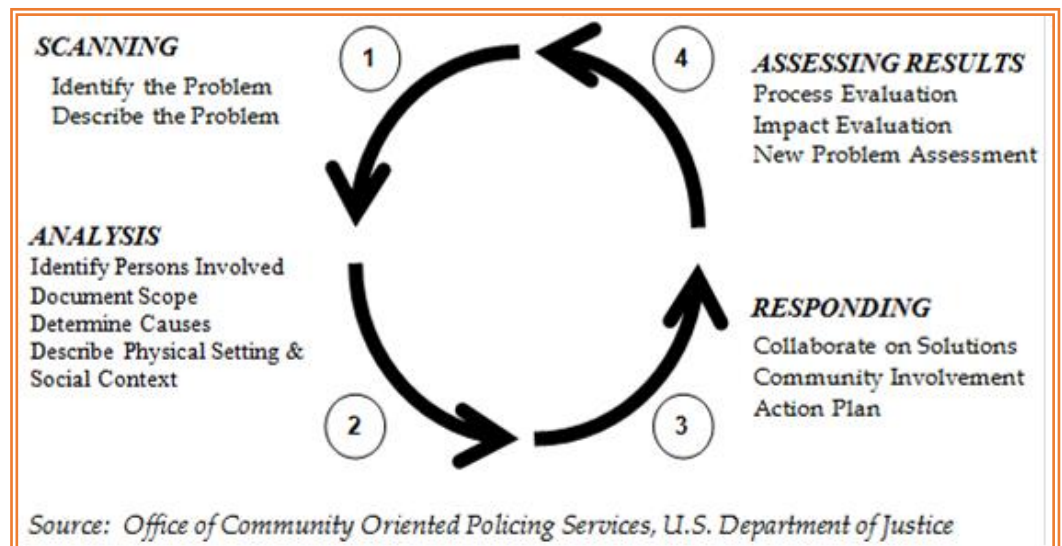 SCANNING
Identify the Problem
Describe the Problem
1
ANALYSIS
Identify Persons Involved
Document Scope
Determine Causes
Describe Physical Setting &
Social Context
2
RESPONDING
Collaborate on Solutions
Community Involvement
Action Plan
3
ASSESSING RESULTS
Process Evaluation
Impact Evaluation
New Problem Assessment
4
Source: Office of Community Oriented Policing Services, U.S. Department of Justice